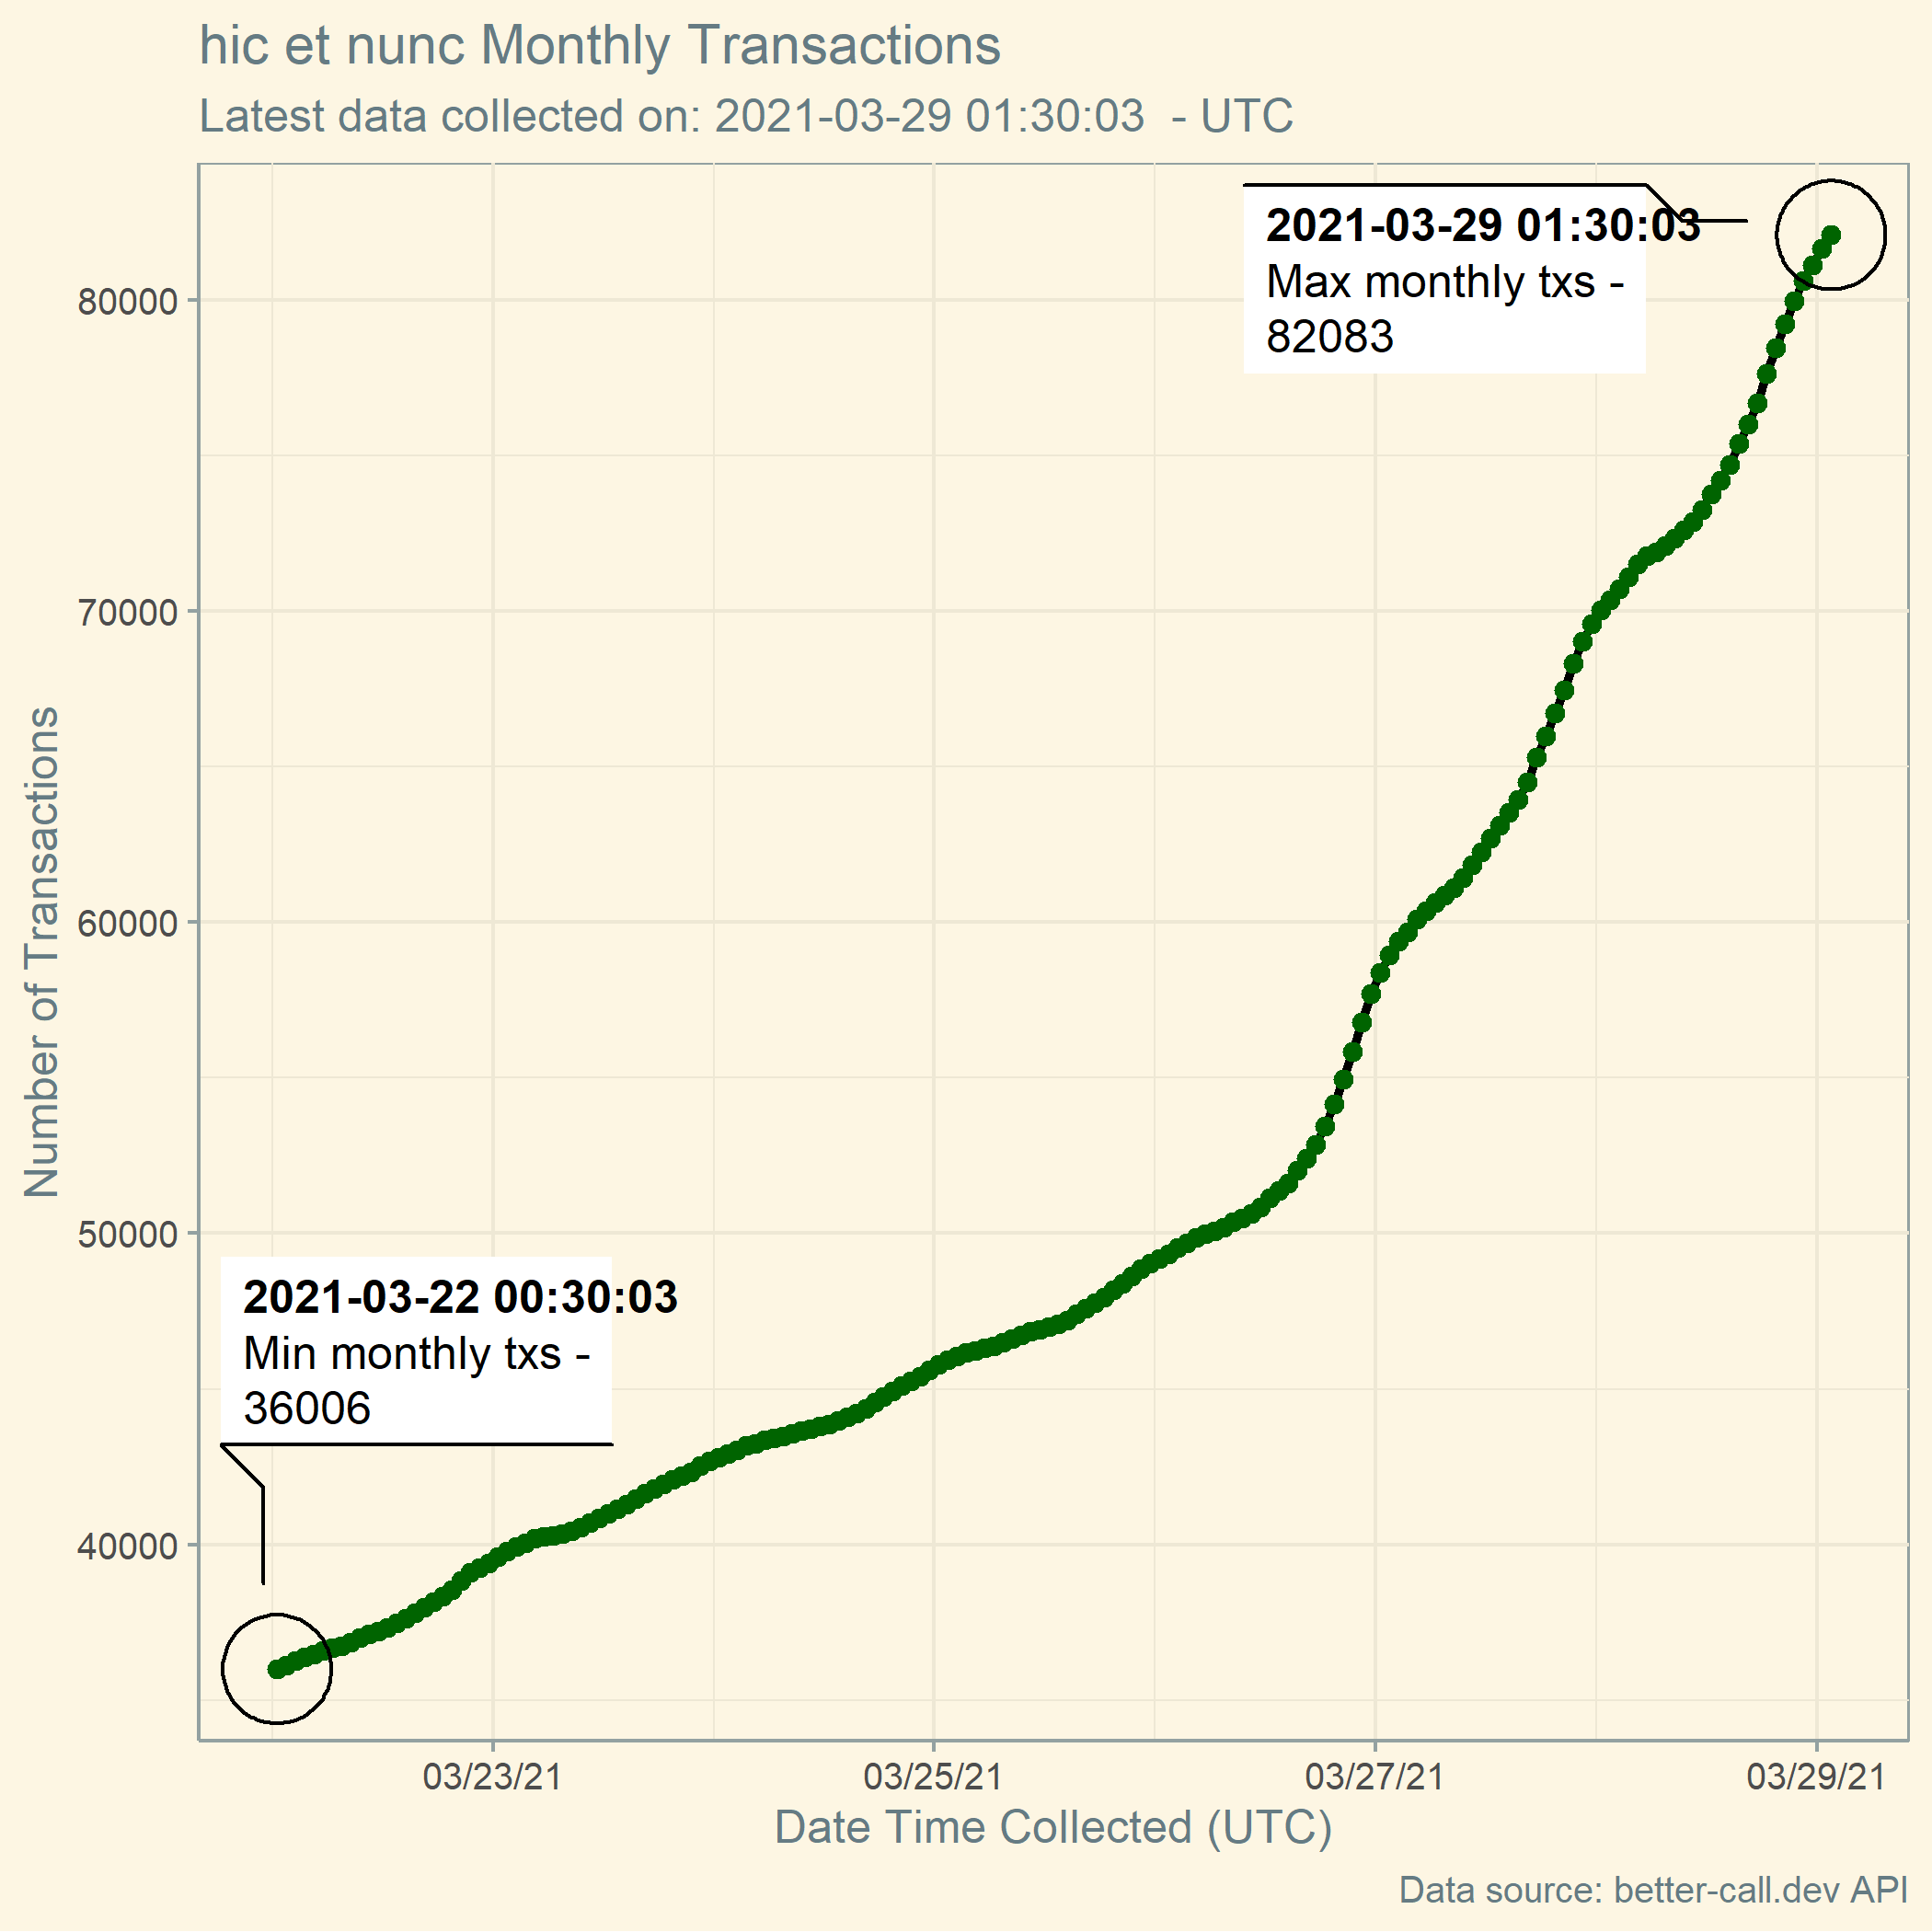 hic et nunc Monthly Transactions
Latest data collected on: 2021-03-29 01:30:03  - UTC
2021-03-29 01:30:03
Max monthly txs -
82083
80000
70000
60000
50000
40000
Number of Transactions
2021-03-22 00:30:03
Min monthly txs -
36006
03/23/21 03/25/21 03/27/21 03/29/21
Date Time Collected (UTC)
Data source: better-call.dev API